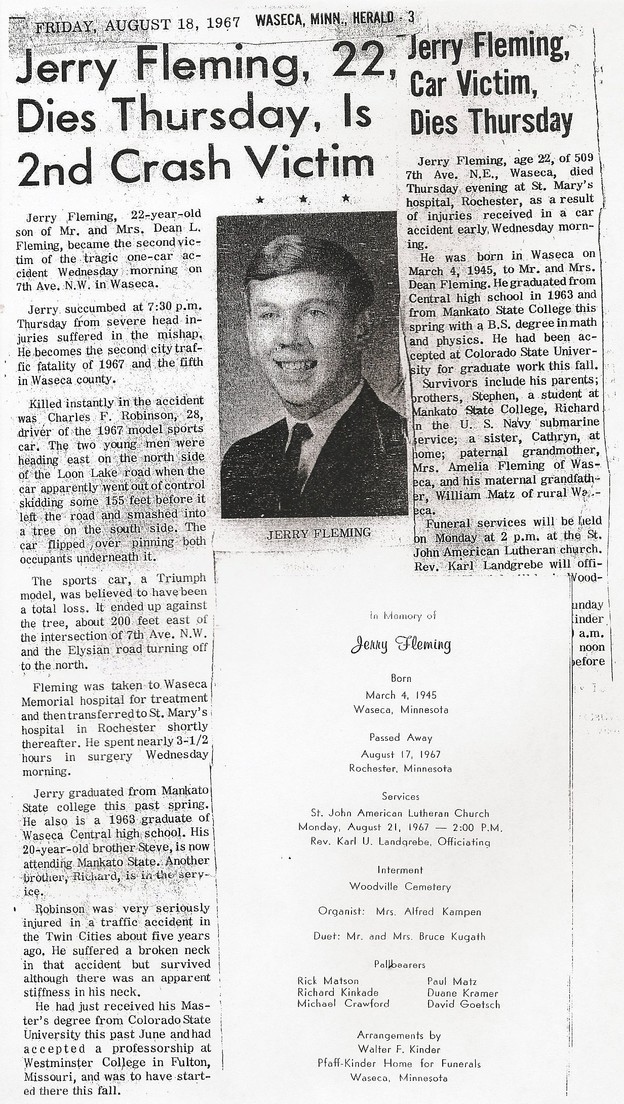 FRIDAY, AUGUST 18, 1967 WASECA, MINN., HERALD - 3
Jerry Fleming, 22,
Dies Thursday, Is
2nd Crash Victim
Jerry Fleming, 22-year-old
son of Mr. and Mrs. Dean L.
Fleming, became the second vic-
tim of the tragic one-car ac-
cident Wednesday morning on
7th Ave. N.W. in Waseca.
Jerry succumbed at 7:30 p.m.
Thursday from severe head in-
juries suffered in the mishap.
He becomes the second city traf-
fic fatality of 1967 and the fifth
in Waseca county.
Killed instantly in the accident
was Charles F. Robinson, 28,
driver of the 1967 model sports
car. The two young men were
heading east on the north side
of the Loon Lake road when the
car apparently went out of control
skidding some 155 feet before it
left the road and smashed into
a tree on the south side. The
car flipped over pinning both
occupants underneath it.
The sports car, a Triumph
model, was believed to have been
a total loss. It ended up against
the tree, about 200 feet east of
the intersection of 7th Ave. N.W.
and the Elysian road turning off
to the north.
Fleming was taken to Waseca
Memorial hospital for treatment
and then transferred to St. Mary's
hospital in Rochester shortly
thereafter. He spent nearly 3-1/2
hours in surgery Wednesday
morning.
Jerry graduated from Mankato
State college this past spring.
He also is a 1963 graduate of
Waseca Central high school. His
20-year-old brother Steve, is now
attending Mankato State. Another
brother, Richard, is in the serv-
ice.
Robinson was very seriously
injured in a traffic accident in
the Twin Cities about five years
ago. He suffered a broken neck
in that accident but survived
although there was an apparent
stiffness in his neck.
He had just received his Mas-
ter's degree from Colorado State
University this past June and had
accepted a professorship at
Westminster College in Fulton,
Missouri, and was to have start-
ed there this fall.
JERRY FLEMING
Jerry Fleming,
Car Victim,
Dies Thursday
Jerry Fleming, age 22, of 509
7th Ave. N.E., Waseca, died
Thursday evening at St. Mary's
hospital, Rochester, as a result
of injuries received in a car
accident early Wednesday morn-
ing.
He was born in Waseca on
March 4, 1945, to Mr. and Mrs.
Dean Fleming. He graduated from
Central high school in 1963 and
from Mankato State College this
spring with a B.S. degree in math
and physics. He had been ac-
cepted at Colorado State Univer-
sity for graduate work this fall.
Survivors include his parents;
brothers, Stephen, a student at
Mankato State College, Richard
in the U. S. Navy submarine
service; a sister, Cathryn, at
home; paternal grandmother,
Mrs. Amelia Fleming of Was-
eca, and his maternal grandfath-
er, William Matz of rural Wa-
eca.
Funeral services will be held
on Monday at 2 p.m. at the St.
John American Lutheran church.
Rev. Karl Landgrebe will offi-
Wood-
unday
inder
a.m.
noon
before
In Memory of
Jerry Fleming
Born
March 4, 1945
Waseca, Minnesota
Passed Away
August 17, 1967
Rochester, Minnesota
Services
St. John American Lutheran Church
Monday, August 21, 1967 — 2:00 P.M.
Rev. Karl U. Landgrebe, Officiating
Interment
Woodville Cemetery
Organist: Mrs. Alfred Kampen
Duet: Mr. and Mrs. Bruce Kugath
Pallbearers
Rick Matson Paul Matz
Richard Kinkade Duane Kramer
Michael Crawford David Goetsch
Arrangements by
Walter F. Kinder
Pfaff-Kinder Home for Funerals
Waseca, Minnesota